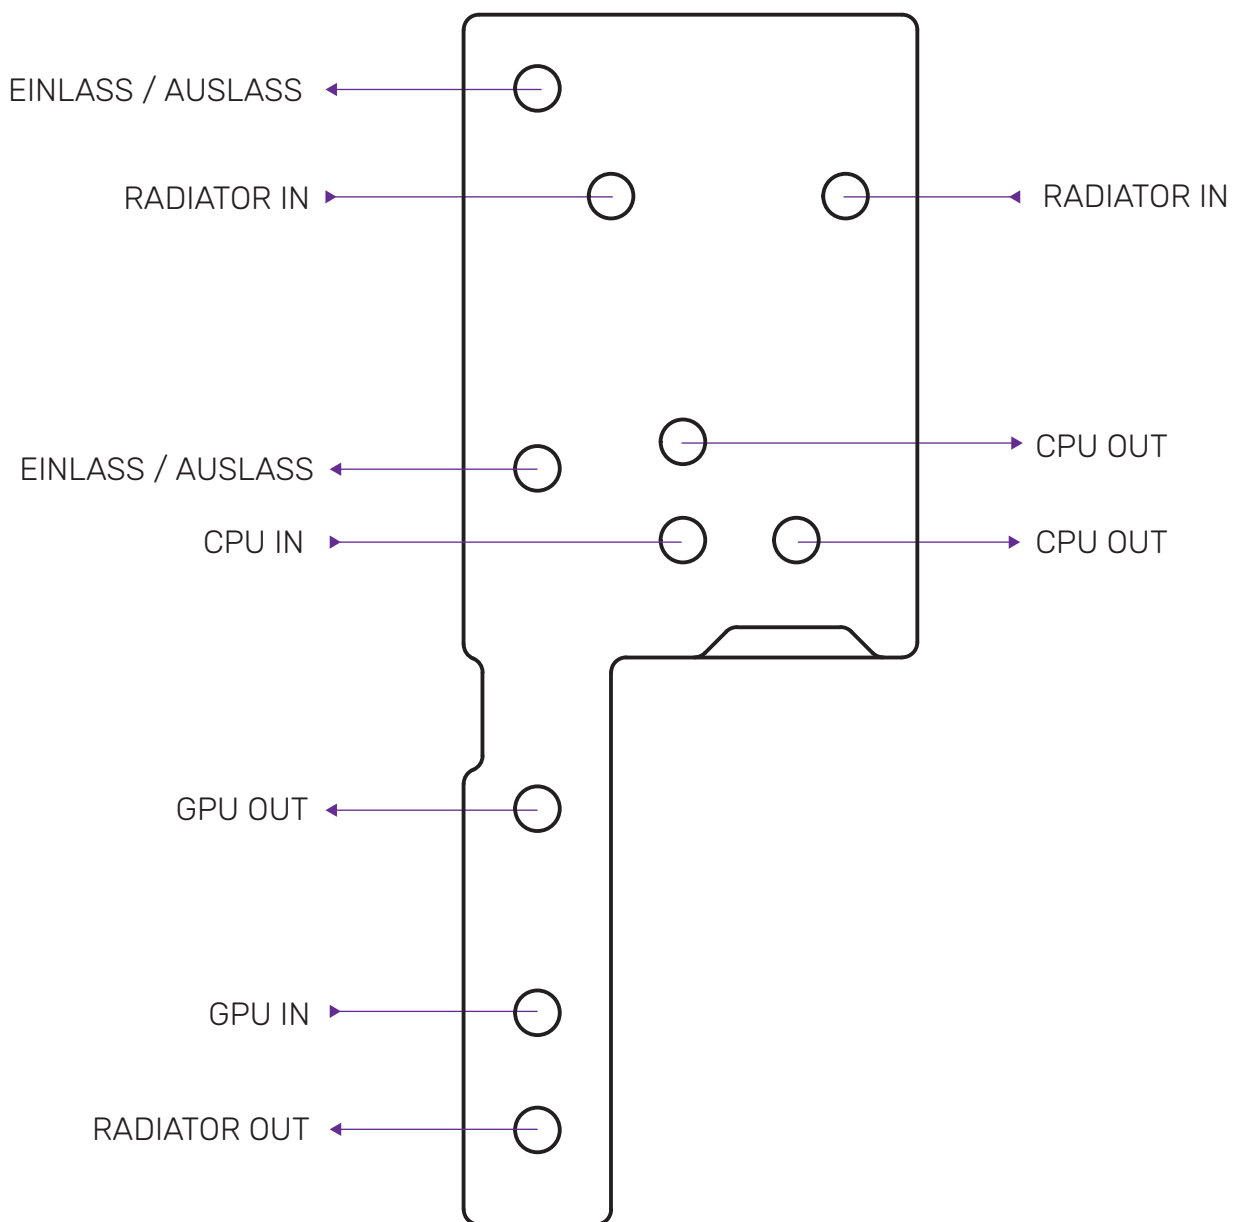 EINLASS / AUSLASS
RADIATOR IN
RADIATOR IN
CPU OUT
EINLASS / AUSLASS
CPU IN
CPU OUT
GPU OUT
GPU IN
RADIATOR OUT